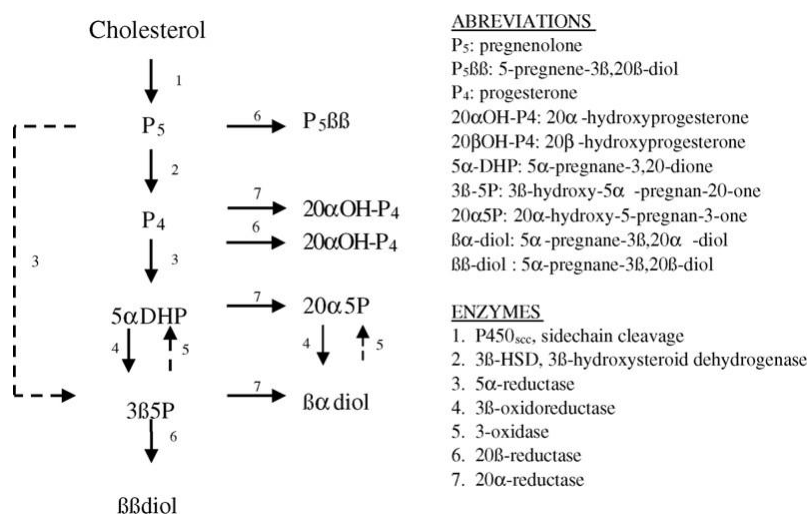 Cholesterol
1
P₅
6
P₅ßß
2
P₄
7
20αOH-P₄
6
20αOH-P₄
3
3
5αDHP
7
20α5P
4
5
4
5
3ß5P
7
ßα diol
6
ßßdiol
ABREVIATIONS
P₅: pregnenolone
P₅ßß: 5-pregnene-3ß,20ß-diol
P₄: progesterone
20αOH-P4: 20α -hydroxyprogesterone
20βOH-P4: 20β -hydroxyprogesterone
5α-DHP: 5α-pregnane-3,20-dione
3ß-5P: 3ß-hydroxy-5α -pregnan-20-one
20α5P: 20α-hydroxy-5-pregnan-3-one
ßα-diol: 5α-pregnane-3ß,20α -diol
ßß-diol : 5α-pregnane-3ß,20ß-diol
ENZYMES
1. P450scc, sidechain cleavage
2. 3ß-HSD, 3ß-hydroxysteroid dehydrogenase
3. 5α-reductase
4. 3ß-oxidoreductase
5. 3-oxidase
6. 20ß-reductase
7. 20α-reductase